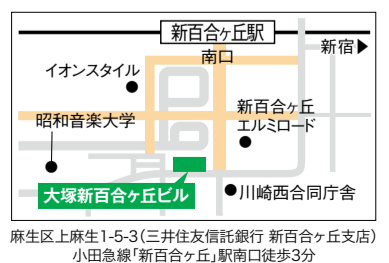 新百合ヶ丘駅
新宿▶
南口
イオンスタイル
新百合ヶ丘
エルミロード
昭和音楽大学
大塚新百合ヶ丘ビル
川崎西合同庁舎
麻生区上麻生1-5-3(三井住友信託銀行 新百合ヶ丘支店)
小田急線「新百合ヶ丘」駅南口徒歩3分